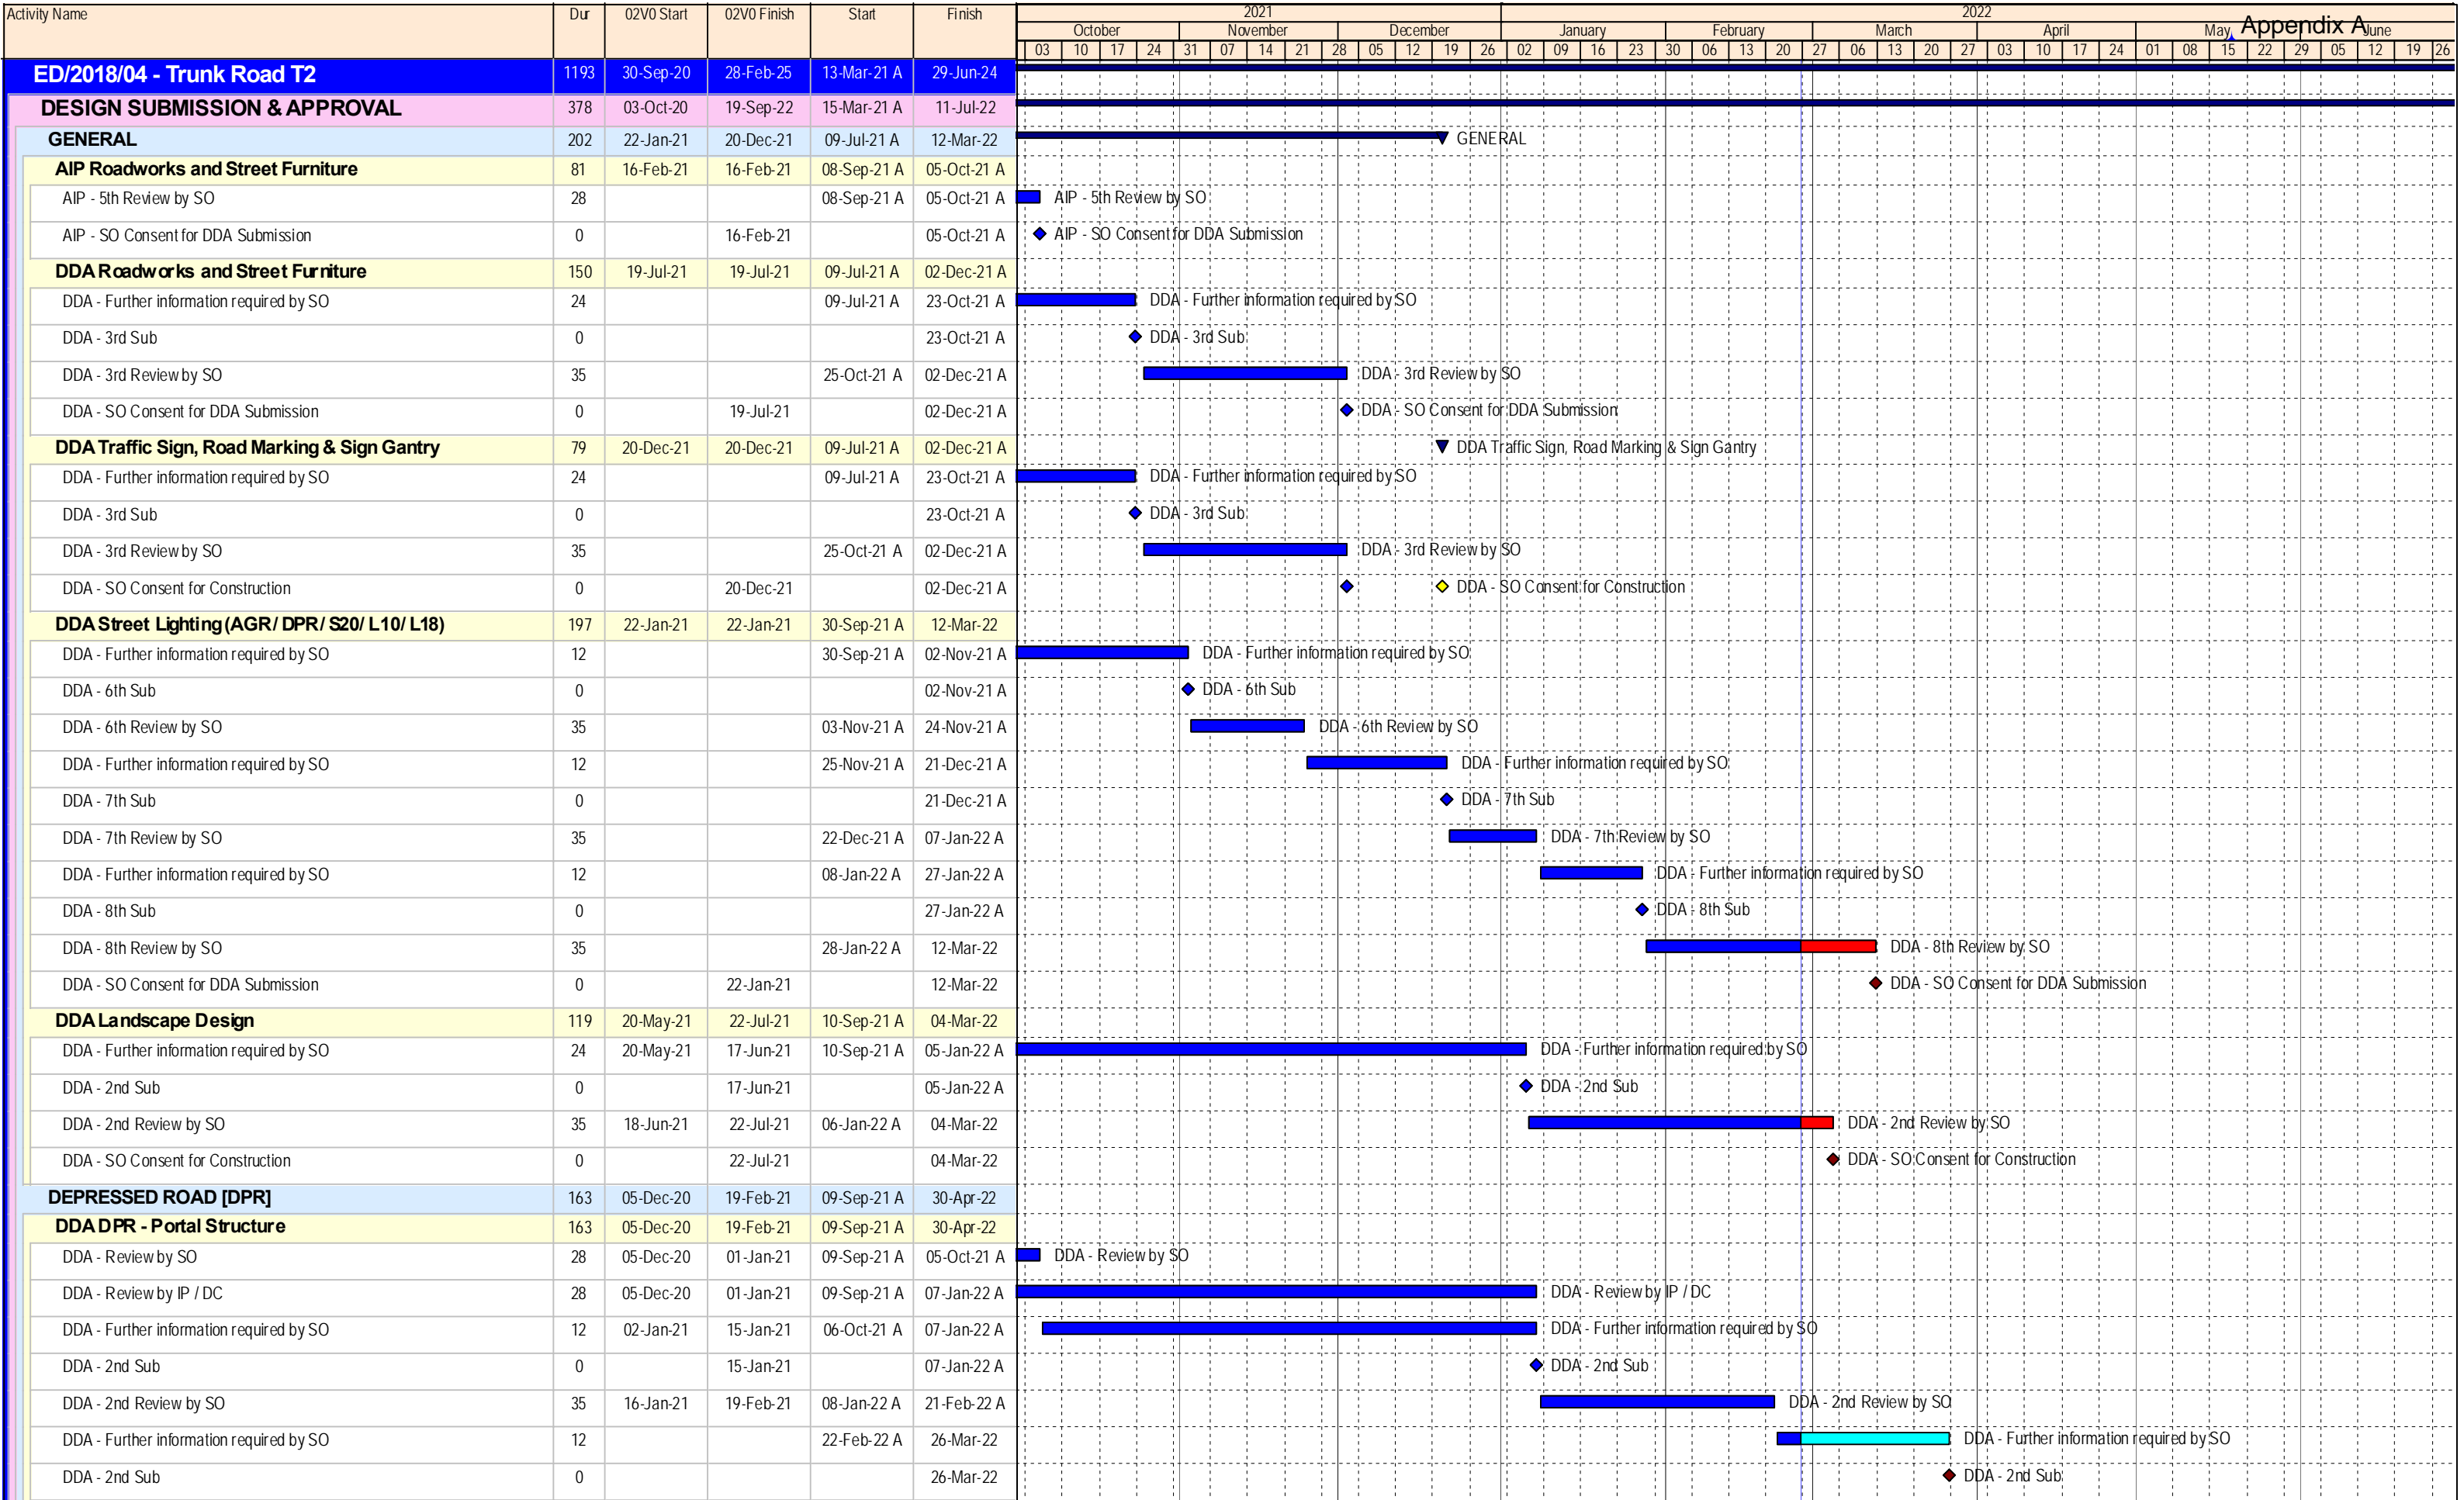 Appendix A
Activity Name Dur 02V0 Start 02V0 Finish Start Finish 2021 2022
October November December January February March April May June
03 10 17 24 31 07 14 21 28 05 12 19 26 02 09 16 23 30 06 13 20 27 06 13 20 27 03 10 17 24 01 08 15 22 29 05 12 19 26
ED/2018/04 - Trunk Road T2 1193 30-Sep-20 28-Feb-25 13-Mar-21 A 29-Jun-24
DESIGN SUBMISSION & APPROVAL 378 03-Oct-20 19-Sep-22 15-Mar-21 A 11-Jul-22
GENERAL 202 22-Jan-21 20-Dec-21 09-Jul-21 A 12-Mar-22 GENERAL
AIP Roadworks and Street Furniture 81 16-Feb-21 16-Feb-21 08-Sep-21 A 05-Oct-21 A
AIP - 5th Review by SO 28 08-Sep-21 A 05-Oct-21 A AIP - 5th Review by SO
AIP - SO Consent for DDA Submission 0 16-Feb-21 05-Oct-21 A AIP - SO Consent for DDA Submission
DDA Roadworks and Street Furniture 150 19-Jul-21 19-Jul-21 09-Jul-21 A 02-Dec-21 A
DDA - Further information required by SO 24 09-Jul-21 A 23-Oct-21 A DDA - Further information required by SO
DDA - 3rd Sub 0 23-Oct-21 A DDA - 3rd Sub
DDA - 3rd Review by SO 35 25-Oct-21 A 02-Dec-21 A DDA - 3rd Review by SO
DDA - SO Consent for DDA Submission 0 19-Jul-21 02-Dec-21 A DDA - SO Consent for DDA Submission
DDA Traffic Sign, Road Marking & Sign Gantry 79 20-Dec-21 20-Dec-21 09-Jul-21 A 02-Dec-21 A DDA Traffic Sign, Road Marking & Sign Gantry
DDA - Further information required by SO 24 09-Jul-21 A 23-Oct-21 A DDA - Further information required by SO
DDA - 3rd Sub 0 23-Oct-21 A DDA - 3rd Sub
DDA - 3rd Review by SO 35 25-Oct-21 A 02-Dec-21 A DDA - 3rd Review by SO
DDA - SO Consent for Construction 0 20-Dec-21 02-Dec-21 A DDA - SO Consent for Construction
DDA Street Lighting (AGR/ DPR/ S20/ L10/ L18) 197 22-Jan-21 22-Jan-21 30-Sep-21 A 12-Mar-22
DDA - Further information required by SO 12 30-Sep-21 A 02-Nov-21 A DDA - Further information required by SO
DDA - 6th Sub 0 02-Nov-21 A DDA - 6th Sub
DDA - 6th Review by SO 35 03-Nov-21 A 24-Nov-21 A DDA - 6th Review by SO
DDA - Further information required by SO 12 25-Nov-21 A 21-Dec-21 A DDA - Further information required by SO
DDA - 7th Sub 0 21-Dec-21 A DDA - 7th Sub
DDA - 7th Review by SO 35 22-Dec-21 A 07-Jan-22 A DDA - 7th Review by SO
DDA - Further information required by SO 12 08-Jan-22 A 27-Jan-22 A DDA - Further information required by SO
DDA - 8th Sub 0 27-Jan-22 A DDA - 8th Sub
DDA - 8th Review by SO 35 28-Jan-22 A 12-Mar-22 DDA - 8th Review by SO
DDA - SO Consent for DDA Submission 0 22-Jan-21 12-Mar-22 DDA - SO Consent for DDA Submission
DDA Landscape Design 119 20-May-21 22-Jul-21 10-Sep-21 A 04-Mar-22
DDA - Further information required by SO 24 20-May-21 17-Jun-21 10-Sep-21 A 05-Jan-22 A DDA - Further information required by SO
DDA - 2nd Sub 0 17-Jun-21 05-Jan-22 A DDA - 2nd Sub
DDA - 2nd Review by SO 35 18-Jun-21 22-Jul-21 06-Jan-22 A 04-Mar-22 DDA - 2nd Review by SO
DDA - SO Consent for Construction 0 22-Jul-21 04-Mar-22 DDA - SO Consent for Construction
DEPRESSED ROAD [DPR] 163 05-Dec-20 19-Feb-21 09-Sep-21 A 30-Apr-22
DDA DPR - Portal Structure 163 05-Dec-20 19-Feb-21 09-Sep-21 A 30-Apr-22
DDA - Review by SO 28 05-Dec-20 01-Jan-21 09-Sep-21 A 05-Oct-21 A DDA - Review by SO
DDA - Review by IP / DC 28 05-Dec-20 01-Jan-21 09-Sep-21 A 07-Jan-22 A DDA - Review by IP / DC
DDA - Further information required by SO 12 02-Jan-21 15-Jan-21 06-Oct-21 A 07-Jan-22 A DDA - Further information required by SO
DDA - 2nd Sub 0 15-Jan-21 07-Jan-22 A DDA - 2nd Sub
DDA - 2nd Review by SO 35 16-Jan-21 19-Feb-21 08-Jan-22 A 21-Feb-22 A DDA - 2nd Review by SO
DDA - Further information required by SO 12 22-Feb-22 A 26-Mar-22 DDA - Further information required by SO
DDA - 2nd Sub 0 26-Mar-22 DDA - 2nd Sub